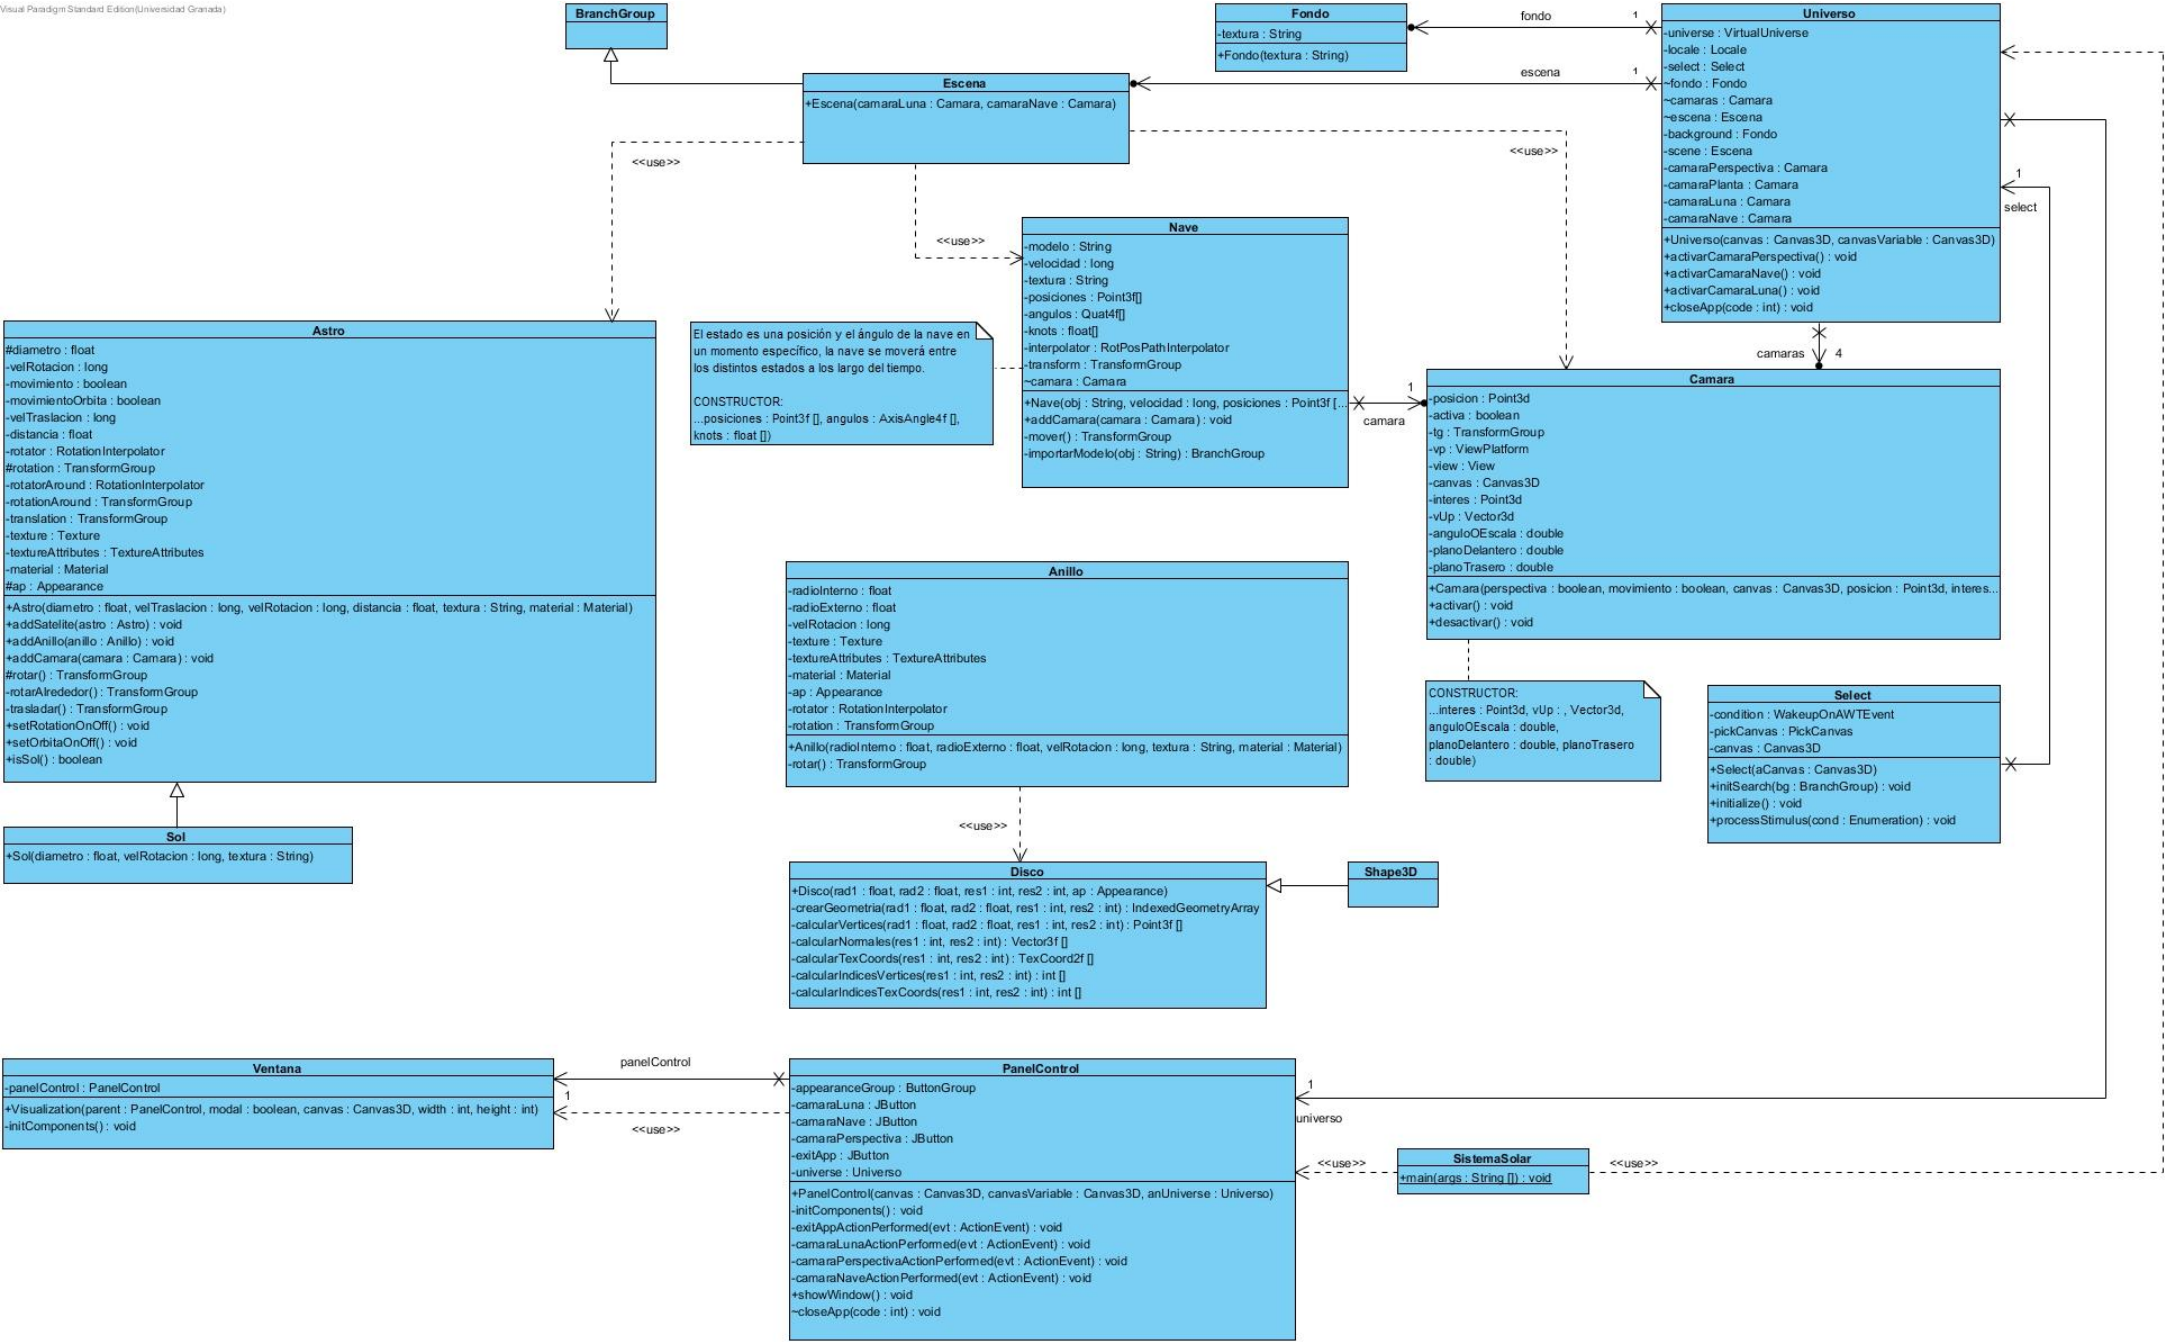 Visual Paradigm Standard Edition(Universidad Granada)
BranchGroup
Fondo
-textura : String
+Fondo(textura : String)
fondo
1
escena
1
Universo
-universe : VirtualUniverse
-locale : Locale
-select : Select
~fondo : Fondo
~camaras : Camara
~escena : Escena
-background : Fondo
-scene : Escena
-camaraPerspectiva : Camara
-camaraPlanta : Camara
-camaraLuna : Camara
-camaraNave : Camara
+Universo(canvas : Canvas3D, canvasVariable : Canvas3D)
+activarCamaraPerspectiva() : void
+activarCamaraNave() : void
+activarCamaraLuna() : void
+closeApp(code : int) : void
1
select
camaras
4
Escena
+Escena(camaraLuna : Camara, camaraNave : Camara)
<<use>>
<<use>>
<<use>>
Nave
-modelo : String
-velocidad : long
-textura : String
-posiciones : Point3f[]
-angulos : Quat4f[]
-knots : float[]
-interpolator : RotPosPathInterpolator
-transform : TransformGroup
~camara : Camara
+Nave(obj : String, velocidad : long, posiciones : Point3f [...
+addCamara(camara : Camara) : void
-mover() : TransformGroup
-importarModelo(obj : String) : BranchGroup
1
camara
El estado es una posición y el ángulo de la nave en
un momento específico, la nave se moverá entre
los distintos estados a los largo del tiempo.
CONSTRUCTOR:
...posiciones : Point3f [], angulos : AxisAngle4f [],
knots : float [])
Astro
#diametro : float
-velRotacion : long
-movimiento : boolean
-movimientoOrbita : boolean
-velTraslacion : long
-distancia : float
-rotator : RotationInterpolator
#rotation : TransformGroup
-rotatorAround : RotationInterpolator
-rotationAround : TransformGroup
-translation : TransformGroup
-texture : Texture
-textureAttributes : TextureAttributes
-material : Material
#ap : Appearance
+Astro(diametro : float, velTraslacion : long, velRotacion : long, distancia : float, textura : String, material : Material)
+addSatelite(astro : Astro) : void
+addAnillo(anillo : Anillo) : void
+addCamara(camara : Camara) : void
#rotar() : TransformGroup
-rotarAlrededor() : TransformGroup
-trasladar() : TransformGroup
+setRotationOnOff() : void
+setOrbitaOnOff() : void
+isSol() : boolean
Sol
+Sol(diametro : float, velRotacion : long, textura : String)
Camara
-posicion : Point3d
-activa : boolean
-tg : TransformGroup
-vp : ViewPlatform
-view : View
-canvas : Canvas3D
-interes : Point3d
-vUp : Vector3d
-anguloOEscala : double
-planoDelantero : double
-planoTrasero : double
+Camara(perspectiva : boolean, movimiento : boolean, canvas : Canvas3D, posicion : Point3d, interes...
+activar() : void
+desactivar() : void
CONSTRUCTOR:
...interes : Point3d, vUp : , Vector3d,
anguloOEscala : double,
planoDelantero : double, planoTrasero
: double)
Select
-condition : WakeupOnAWTEvent
-pickCanvas : PickCanvas
-canvas : Canvas3D
+Select(aCanvas : Canvas3D)
+initSearch(bg : BranchGroup) : void
+initialize() : void
+processStimulus(cond : Enumeration) : void
Anillo
-radioInterno : float
-radioExterno : float
-velRotacion : long
-texture : Texture
-textureAttributes : TextureAttributes
-material : Material
-ap : Appearance
-rotator : RotationInterpolator
-rotation : TransformGroup
+Anillo(radioInterno : float, radioExterno : float, velRotacion : long, textura : String, material : Material)
-rotar() : TransformGroup
<<use>>
Disco
+Disco(rad1 : float, rad2 : float, res1 : int, res2 : int, ap : Appearance)
-crearGeometria(rad1 : float, rad2 : float, res1 : int, res2 : int) : IndexedGeometryArray
-calcularVertices(rad1 : float, rad2 : float, res1 : int, res2 : int) : Point3f []
-calcularNormales(res1 : int, res2 : int) : Vector3f []
-calcularTexCoords(res1 : int, res2 : int) : TexCoord2f []
-calcularIndicesVertices(res1 : int, res2 : int) : int []
-calcularIndicesTexCoords(res1 : int, res2 : int) : int []
Shape3D
Ventana
-panelControl : PanelControl
+Visualization(parent : PanelControl, modal : boolean, canvas : Canvas3D, width : int, height : int)
-initComponents() : void
panelControl
1
<<use>>
PanelControl
-appearanceGroup : ButtonGroup
-camaraLuna : JButton
-camaraNave : JButton
-camaraPerspectiva : JButton
-exitApp : JButton
-universe : Universo
+PanelControl(canvas : Canvas3D, canvasVariable : Canvas3D, anUniverse : Universo)
-initComponents() : void
-exitAppActionPerformed(evt : ActionEvent) : void
-camaraLunaActionPerformed(evt : ActionEvent) : void
-camaraPerspectivaActionPerformed(evt : ActionEvent) : void
-camaraNaveActionPerformed(evt : ActionEvent) : void
+showWindow() : void
~closeApp(code : int) : void
1
universo
<<use>>
SistemaSolar
+main(args : String []) : void
<<use>>